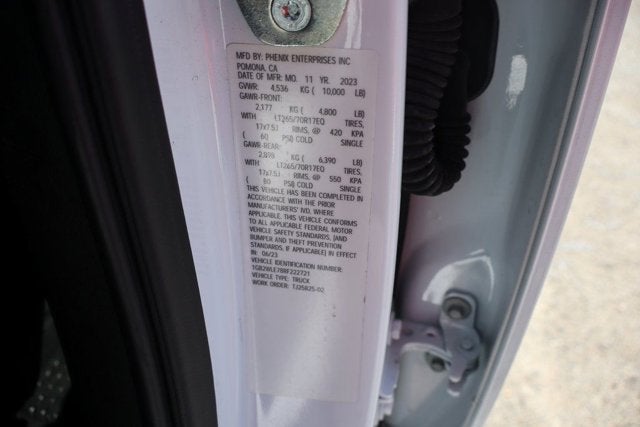 MFD BY: PHENIX ENTERPRISES INC
POMONA, CA
DATE OF MFR: MO. 11 YR. 2023
GVWR: 4,536 KG ( 10,000 LB)
GAWR-FRONT:
2,177 KG ( 4,800 LB)
WITH LT265/70R17EQ TIRES,
17x7.5J RIMS, @ 420 KPA
( 60 PSI) COLD SINGLE
GAWR-REAR:
2,898 KG ( 6,390 LB)
WITH LT265/70R17EQ TIRES,
17x7.5J RIMS, @ 550 KPA
( 80 PSI) COLD SINGLE
THIS VEHICLE HAS BEEN COMPLETED IN
ACCORDANCE WITH THE PRIOR
MANUFACTURERS' IVD. WHERE
APPLICABLE, THIS VEHICLE CONFORMS
TO ALL APPLICABLE FEDERAL MOTOR
VEHICLE SAFETY STANDARDS, [AND
BUMPER AND THEFT PREVENTION
STANDARDS, IF APPLICABLE] IN EFFECT
IN: 06/23
VEHICLE IDENTIFICATION NUMBER:
1GB2WLE78RF222721
VEHICLE TYPE: TRUCK
WORK ORDER: TJ25825-02